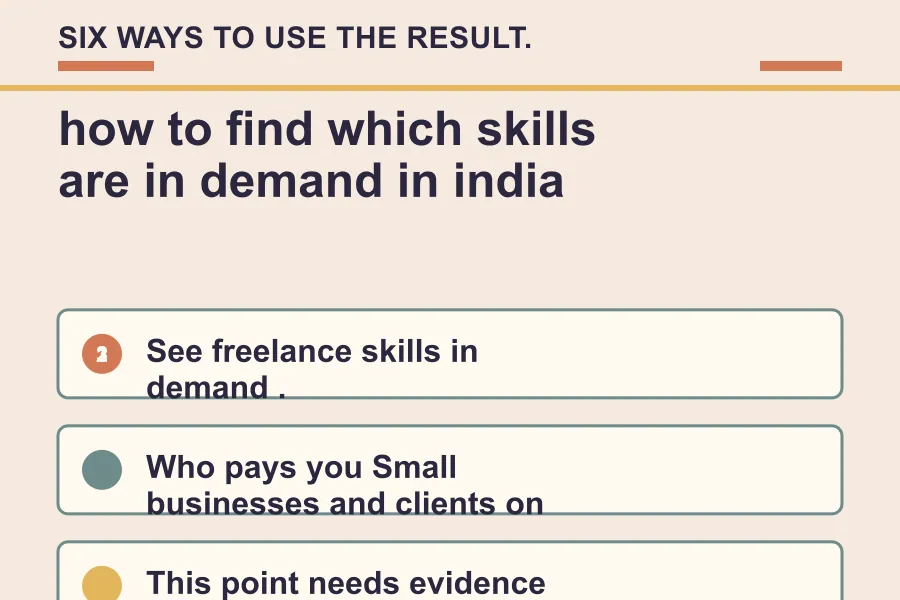 SIX WAYS TO USE THE RESULT.
how to find which skills
are in demand in india
See freelance skills in
demand .
Who pays you Small
businesses and clients on
This point needs evidence